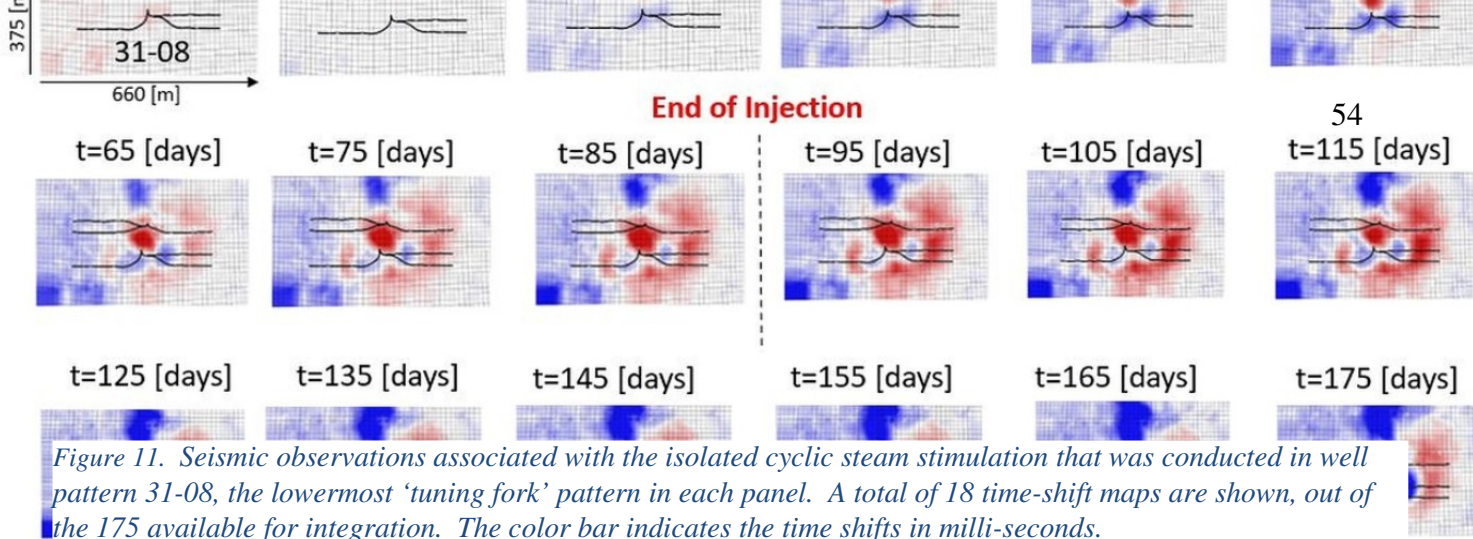 375 [
31-08
660 [m]
End of Injection
54
t=65 [days] t=75 [days] t=85 [days] t=95 [days] t=105 [days] t=115 [days]
t=125 [days] t=135 [days] t=145 [days] t=155 [days] t=165 [days] t=175 [days]
Figure 11. Seismic observations associated with the isolated cyclic steam stimulation that was conducted in well
pattern 31-08, the lowermost ‘tuning fork’ pattern in each panel. A total of 18 time-shift maps are shown, out of
the 175 available for integration. The color bar indicates the time shifts in milli-seconds.